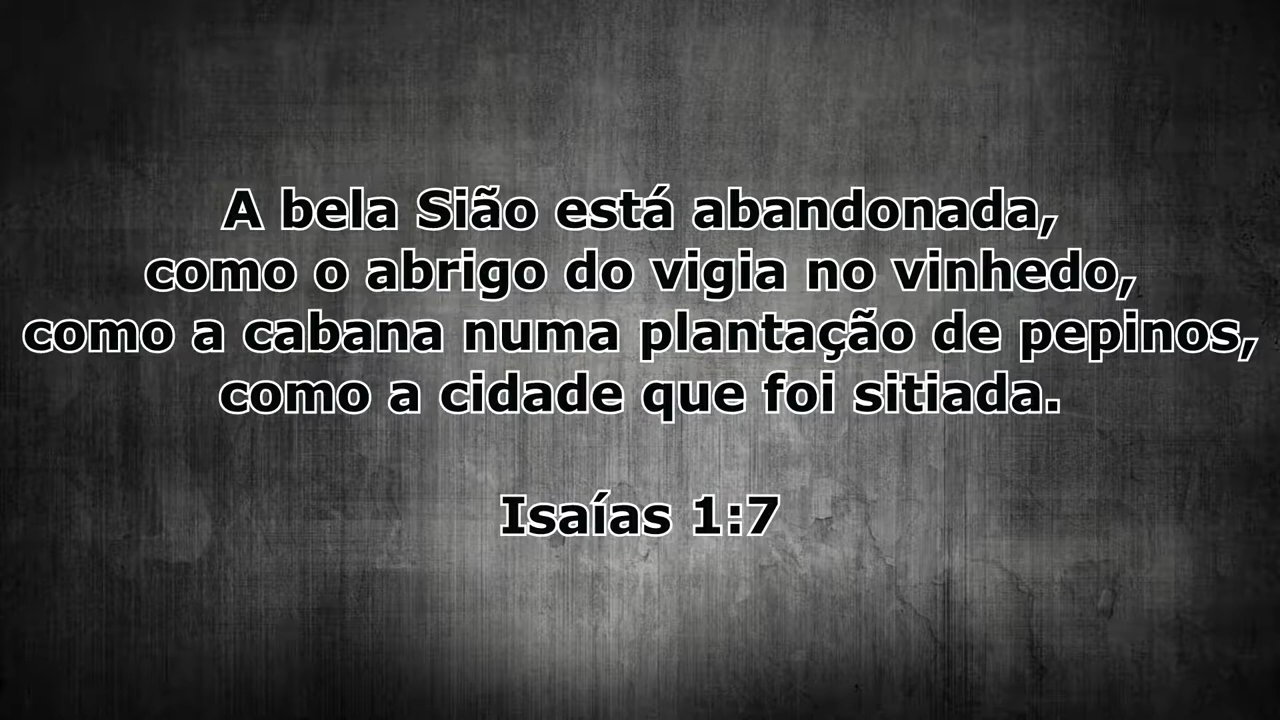 A bela Sião está abandonada,
como o abrigo do vigia no vinhedo,
como a cabana numa plantação de pepinos,
como a cidade que foi sitiada.
Isaías 1:7